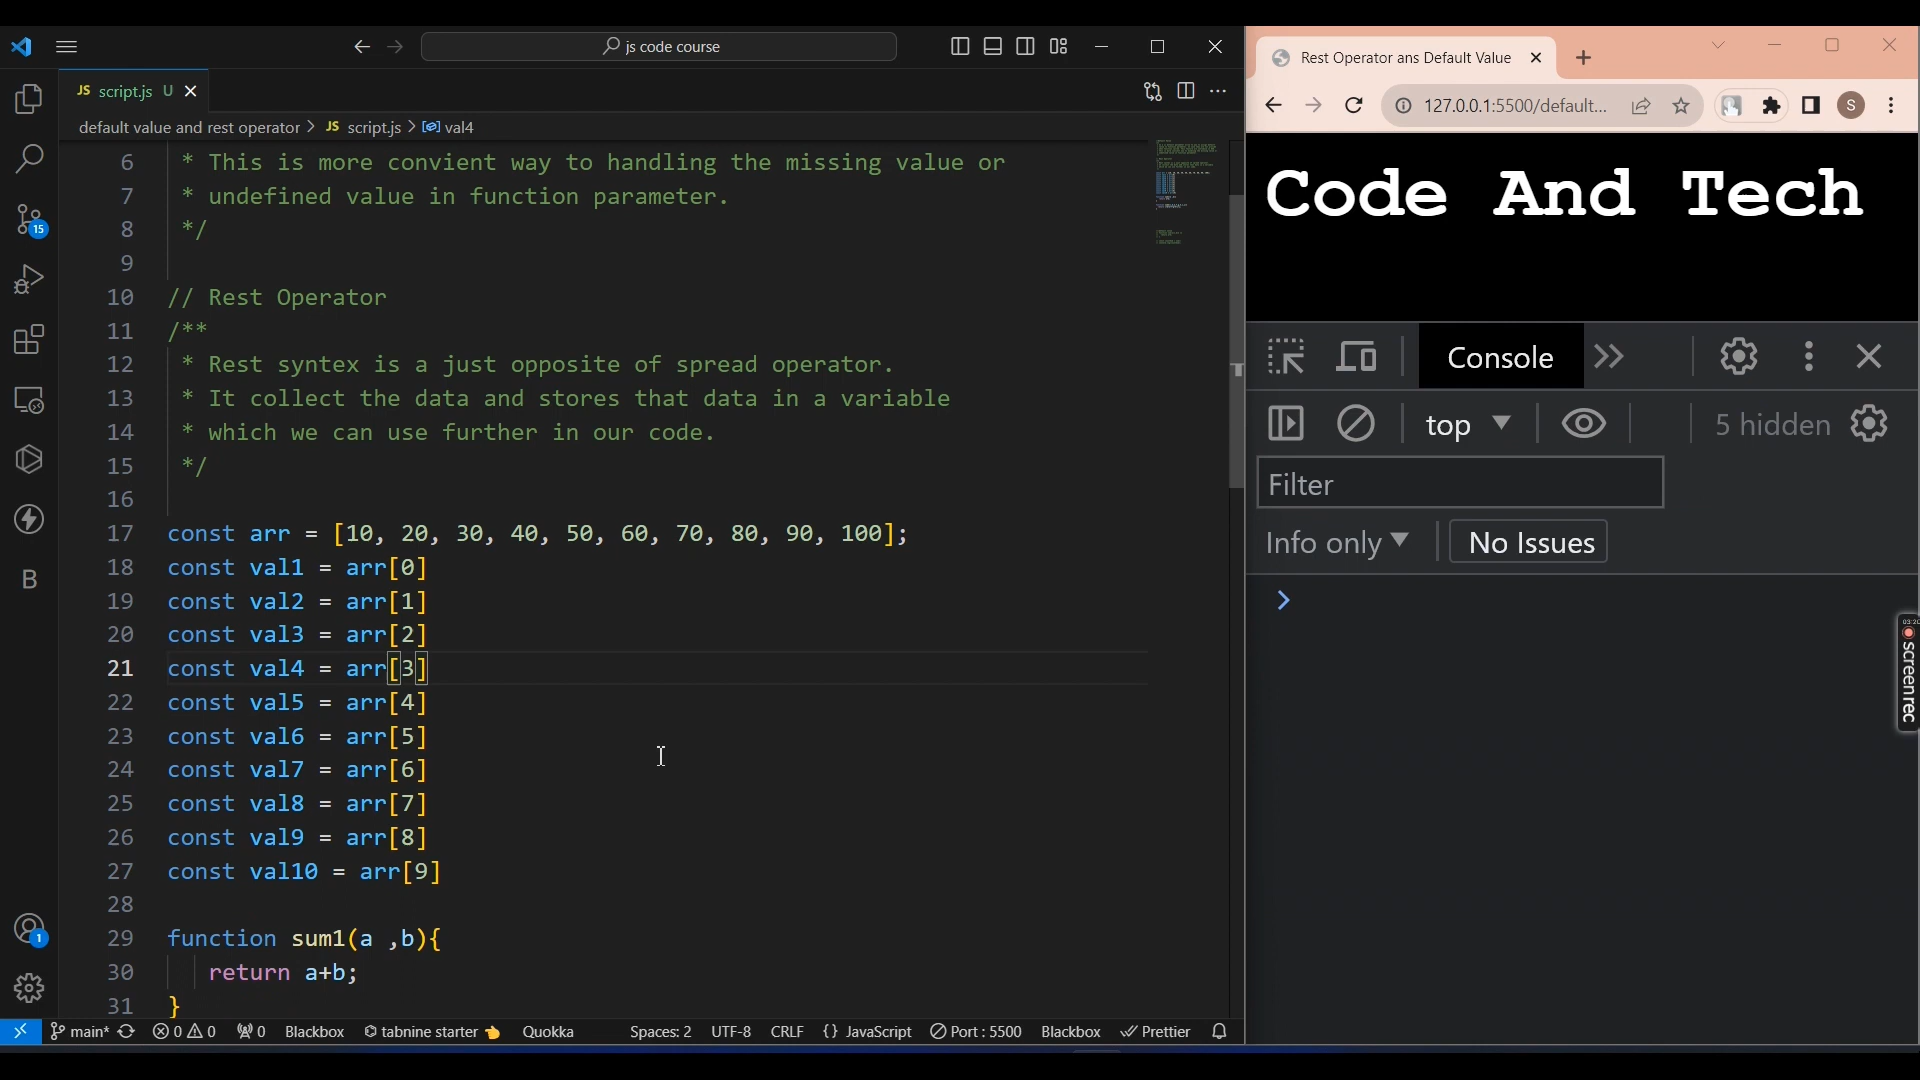 js code course
JS script.js U
default value and rest operator > JS script.js > val4
6 * This is more convient way to handling the missing value or
7 * undefined value in function parameter.
8 */
9
10 // Rest Operator
11 /**
12 * Rest syntex is a just opposite of spread operator.
13 * It collect the data and stores that data in a variable
14 * which we can use further in our code.
15 */
16
17 const arr = [10, 20, 30, 40, 50, 60, 70, 80, 90, 100];
18 const val1 = arr[0]
19 const val2 = arr[1]
20 const val3 = arr[2]
21 const val4 = arr[3]
22 const val5 = arr[4]
23 const val6 = arr[5]
24 const val7 = arr[6]
25 const val8 = arr[7]
26 const val9 = arr[8]
27 const val10 = arr[9]
28
29 function sum1(a ,b){
30 return a+b;
31 }
15
B
1
main* 0 0 0 Blackbox tabnine starter Quokka Spaces: 2 UTF-8 CRLF {} JavaScript Port : 5500 Blackbox Prettier
Rest Operator ans Default Value
127.0.0.1:5500/default... S
Code And Tech
Console
top 5 hidden
Filter
Info only No Issues
screenrec